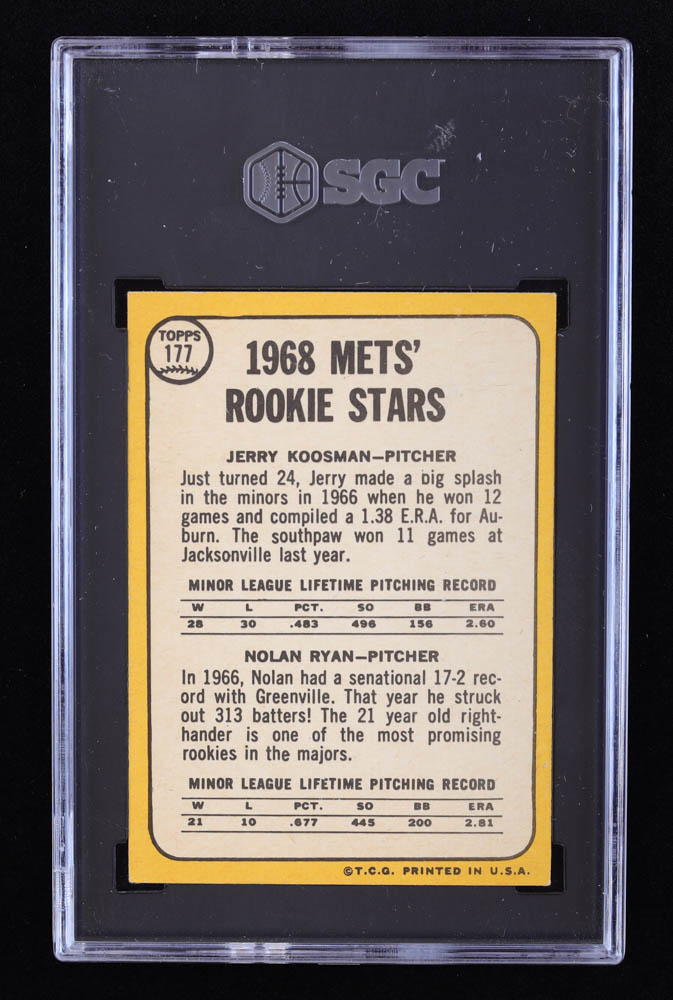 SGC
TOPPS
177
1968 METS'
ROOKIE STARS
JERRY KOOSMAN–PITCHER
Just turned 24, Jerry made a big splash
in the minors in 1966 when he won 12
games and compiled a 1.38 E.R.A. for Au-
burn. The southpaw won 11 games at
Jacksonville last year.
MINOR LEAGUE LIFETIME PITCHING RECORD
W L PCT. SO BB ERA
28 30 .483 496 156 2.60
NOLAN RYAN–PITCHER
In 1966, Nolan had a senational 17-2 rec-
ord with Greenville. That year he struck
out 313 batters! The 21 year old right-
hander is one of the most promising
rookies in the majors.
MINOR LEAGUE LIFETIME PITCHING RECORD
W L PCT. SO BB ERA
21 10 .677 445 200 2.81
©T.C.G. PRINTED IN U.S.A.